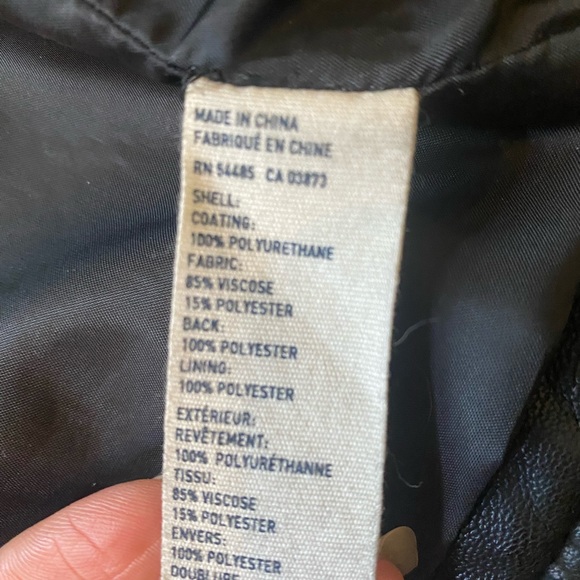 MADE IN CHINA
FABRIQUÉ EN CHINE
RN 54485 CA 03873
SHELL:
COATING:
100% POLYURETHANE
FABRIC:
85% VISCOSE
15% POLYESTER
BACK:
100% POLYESTER
LINING:
100% POLYESTER
EXTÉRIEUR:
REVÊTEMENT:
100% POLYURÉTHANNE
TISSU:
85% VISCOSE
15% POLYESTER
ENVERS:
100% POLYESTER
DOUBLURE